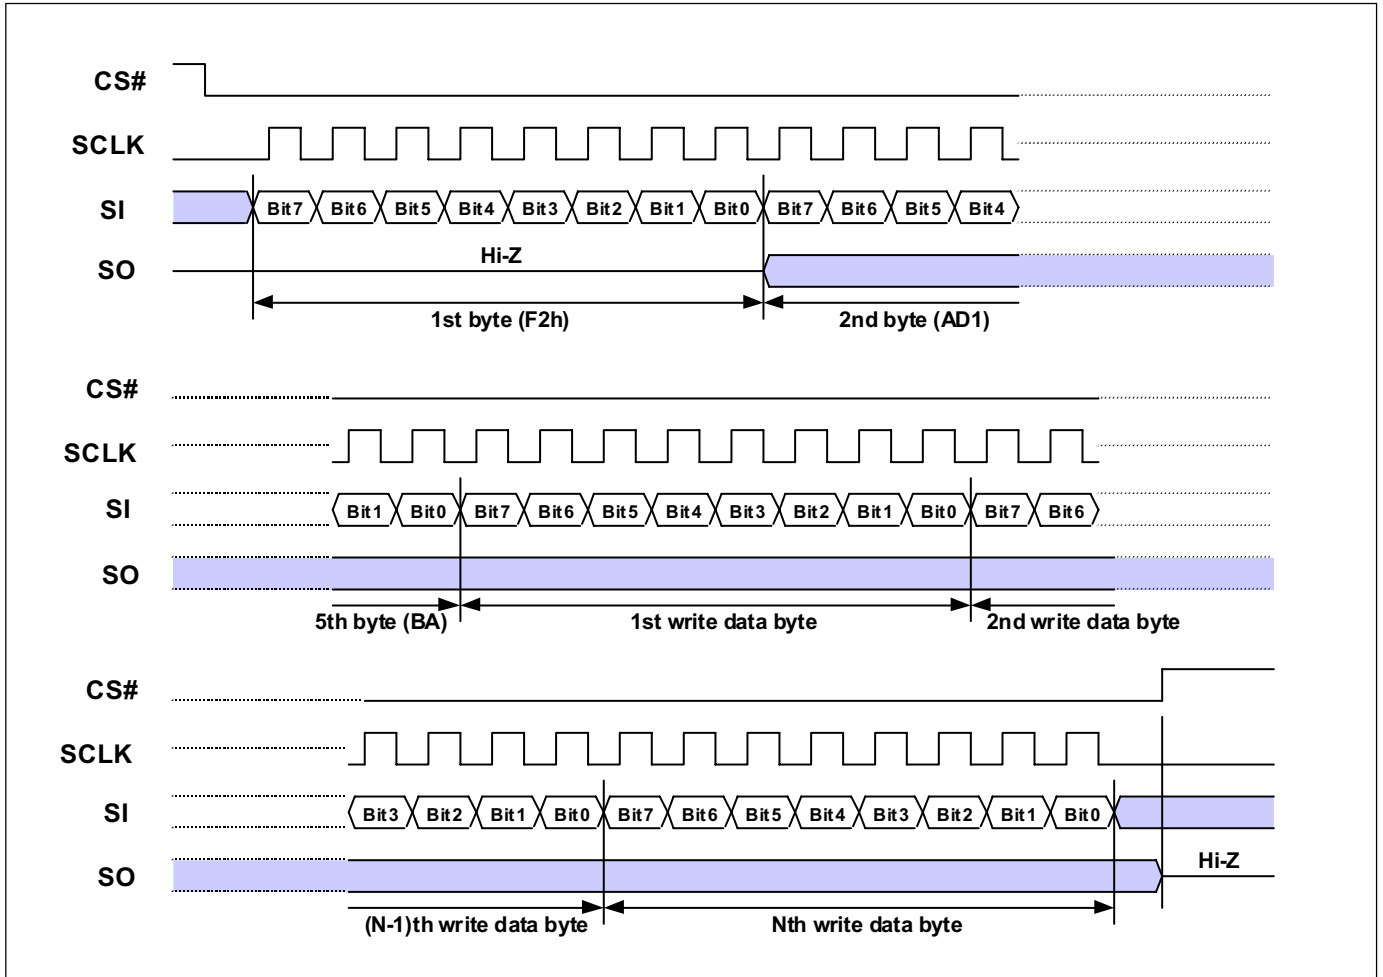 CS#
SCLK
SI Bit7 Bit6 Bit5 Bit4 Bit3 Bit2 Bit1 Bit0 Bit7 Bit6 Bit5 Bit4
Hi-Z
SO
1st byte (F2h) 2nd byte (AD1)
CS#
SCLK
SI Bit1 Bit0 Bit7 Bit6 Bit5 Bit4 Bit3 Bit2 Bit1 Bit0 Bit7 Bit6
SO
5th byte (BA) 1st write data byte 2nd write data byte
CS#
SCLK
SI Bit3 Bit2 Bit1 Bit0 Bit7 Bit6 Bit5 Bit4 Bit3 Bit2 Bit1 Bit0
Hi-Z
SO
(N-1)th write data byte Nth write data byte